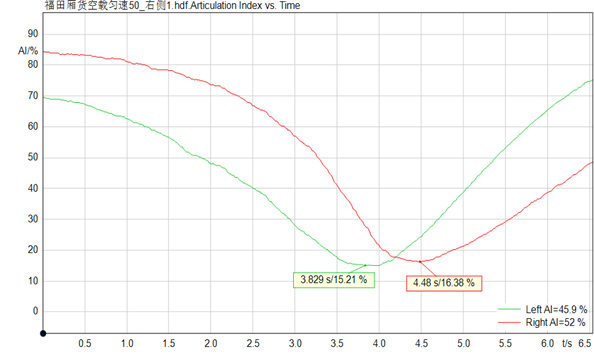 福田厢货空载匀速50_右侧1.hdf.Articulation Index vs. Time
90
AI/%
80
70
60
50
40
30
20
10
0
3.829 s/15.21 %
4.48 s/16.38 %
Left AI=45.9 %
Right AI=52 %
0.5 1.0 1.5 2.0 2.5 3.0 3.5 4.0 4.5 5.0 5.5 6.0 t/s 6.5